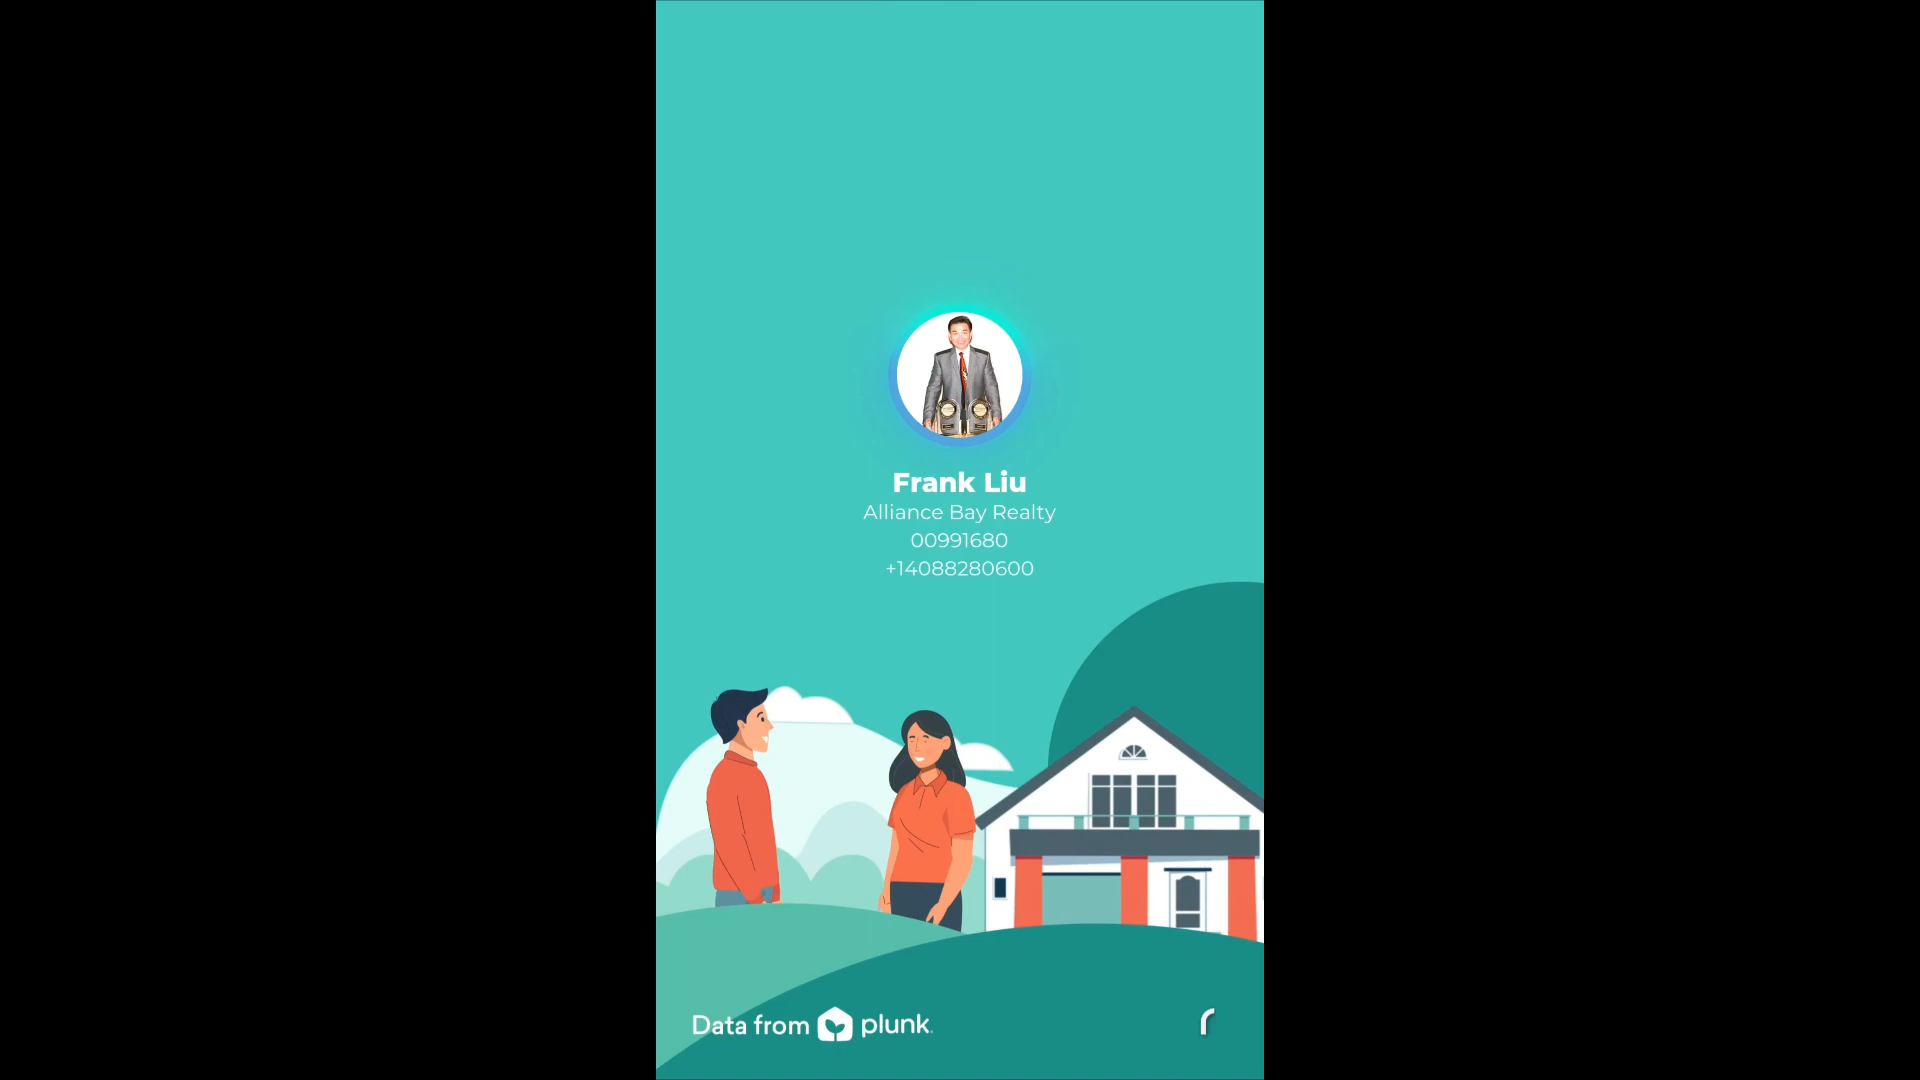 Frank Liu
Alliance Bay Realty
00991680
+14088280600
Data from plunk.